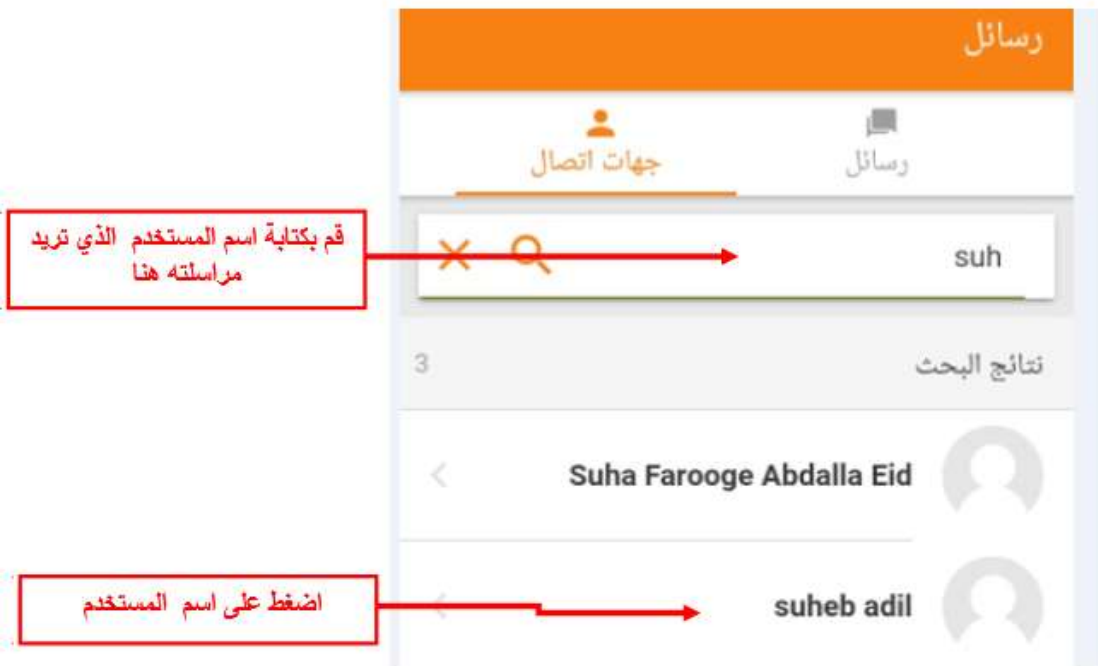 رسائل
رسائل
جهات اتصال
قم بكتابة اسم المستخدم الذي تريد
مراسلته هنا
suh
نتائج البحث
3
Suha Farooge Abdalla Eid
اضغط على اسم المستخدم
suheb adil